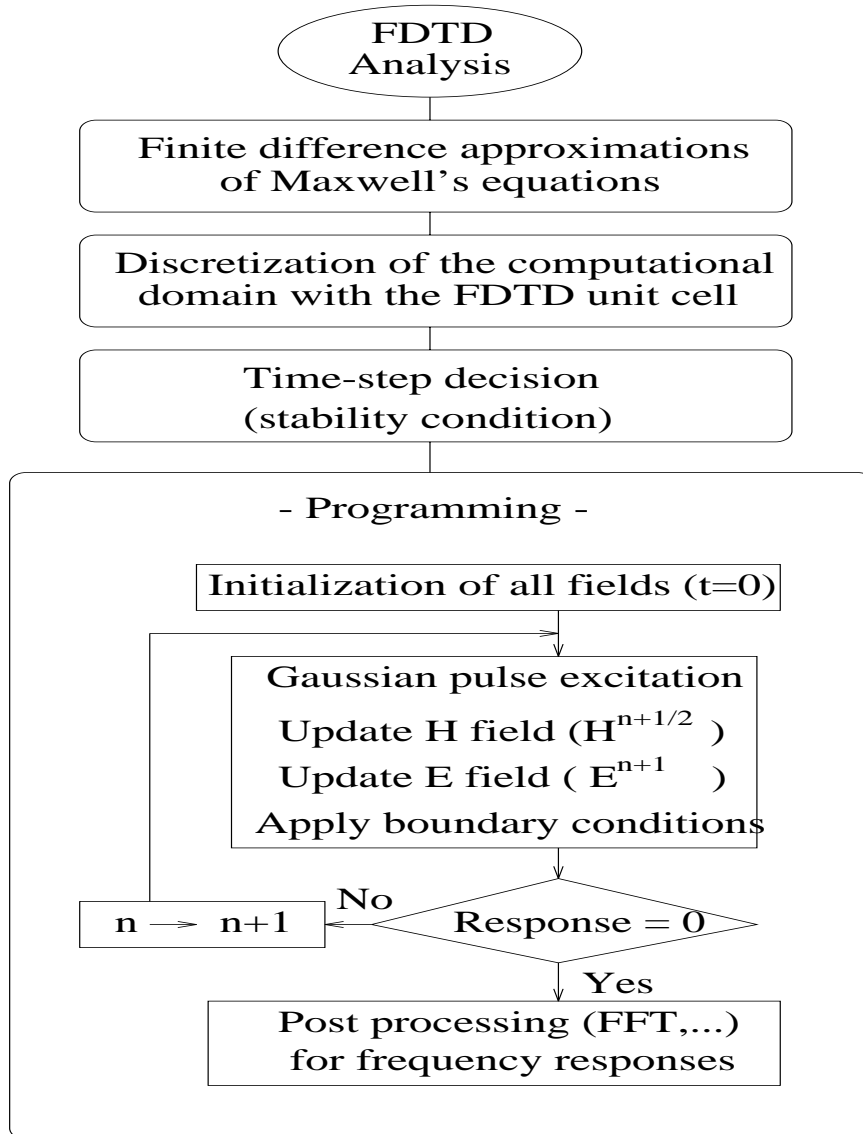 FDTD
Analysis
Finite difference approximations
of Maxwell's equations
Discretization of the computational
domain with the FDTD unit cell
Time-step decision
(stability condition)
- Programming -
Initialization of all fields (t=0)
Gaussian pulse excitation
Update H field (H^{n+1/2} )
Update E field ( E^{n+1} )
Apply boundary conditions
No
n → n+1
Response = 0
Yes
Post processing (FFT,...)
for frequency responses